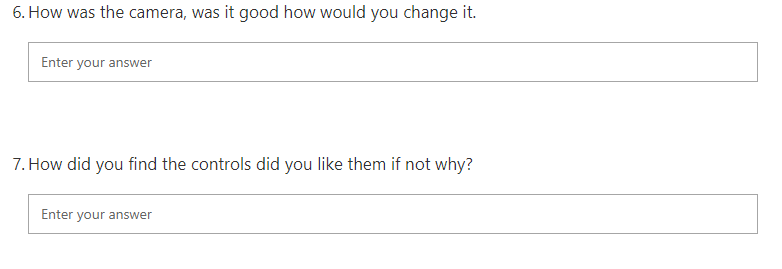 6. How was the camera, was it good how would you change it.
Enter your answer
7. How did you find the controls did you like them if not why?
Enter your answer